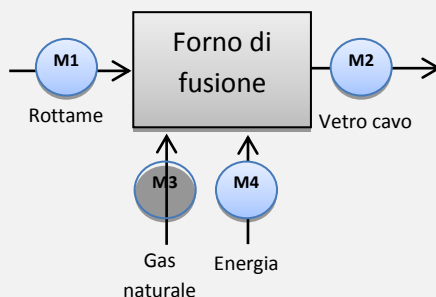 Forno di
fusione
M1
M2
Rottame
Vetro cavo
M3
M4
Gas
naturale
Energia